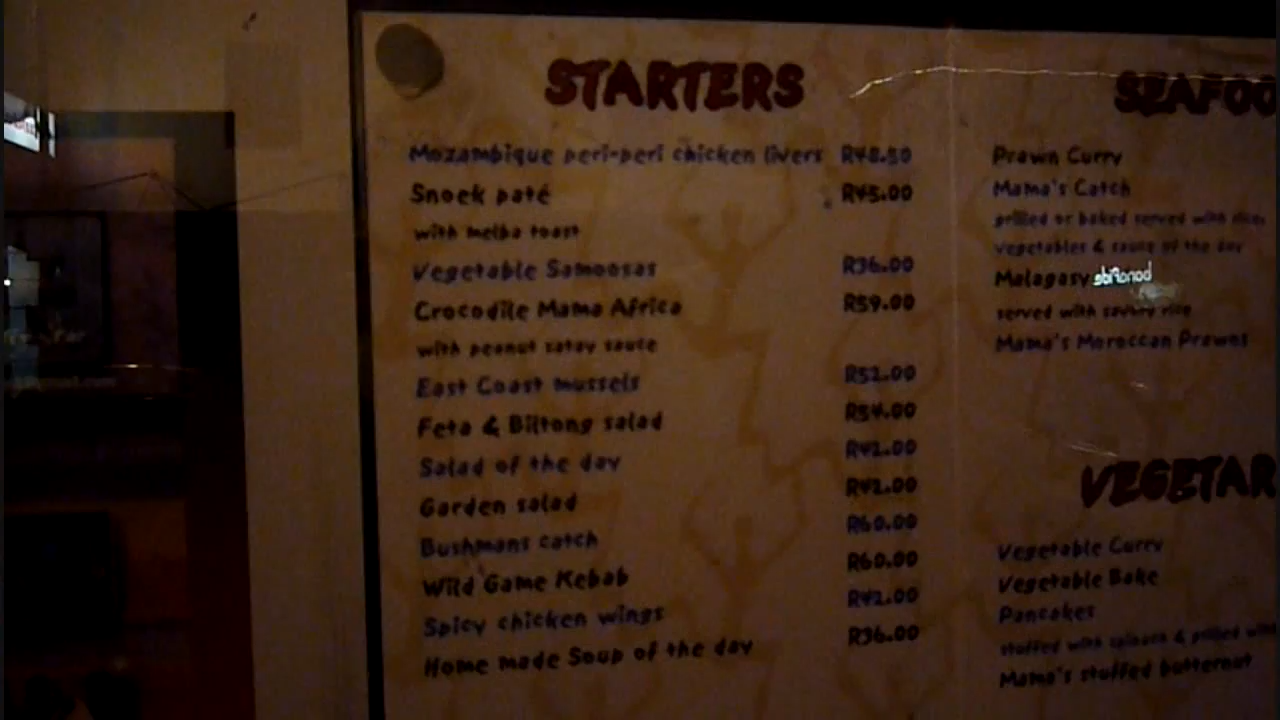 STARTERS
Mozambique peri-peri chicken livers R48.50
Snoek paté R45.00
with melba toast
Vegetable Samoosas R36.00
Crocodile Mama Africa R59.00
with peanut satay sauce
East Coast mussels R52.00
Feta & Biltong salad R54.00
Salad of the day R42.00
Garden salad R42.00
Bushmans catch R60.00
Wild Game Kebab R60.00
Spicy chicken wings R42.00
Home made Soup of the day R36.00
SEAFOO
Prawn Curry
Mama's Catch
grilled or baked served with rice,
vegetables & sauce of the day
Malagasy
served with savory rice
Mama's Moroccan Prawns
VEGETAR
Vegetable Curry
Vegetable Bake
Pancakes
stuffed with spinach & grilled with
Mama's stuffed butternut